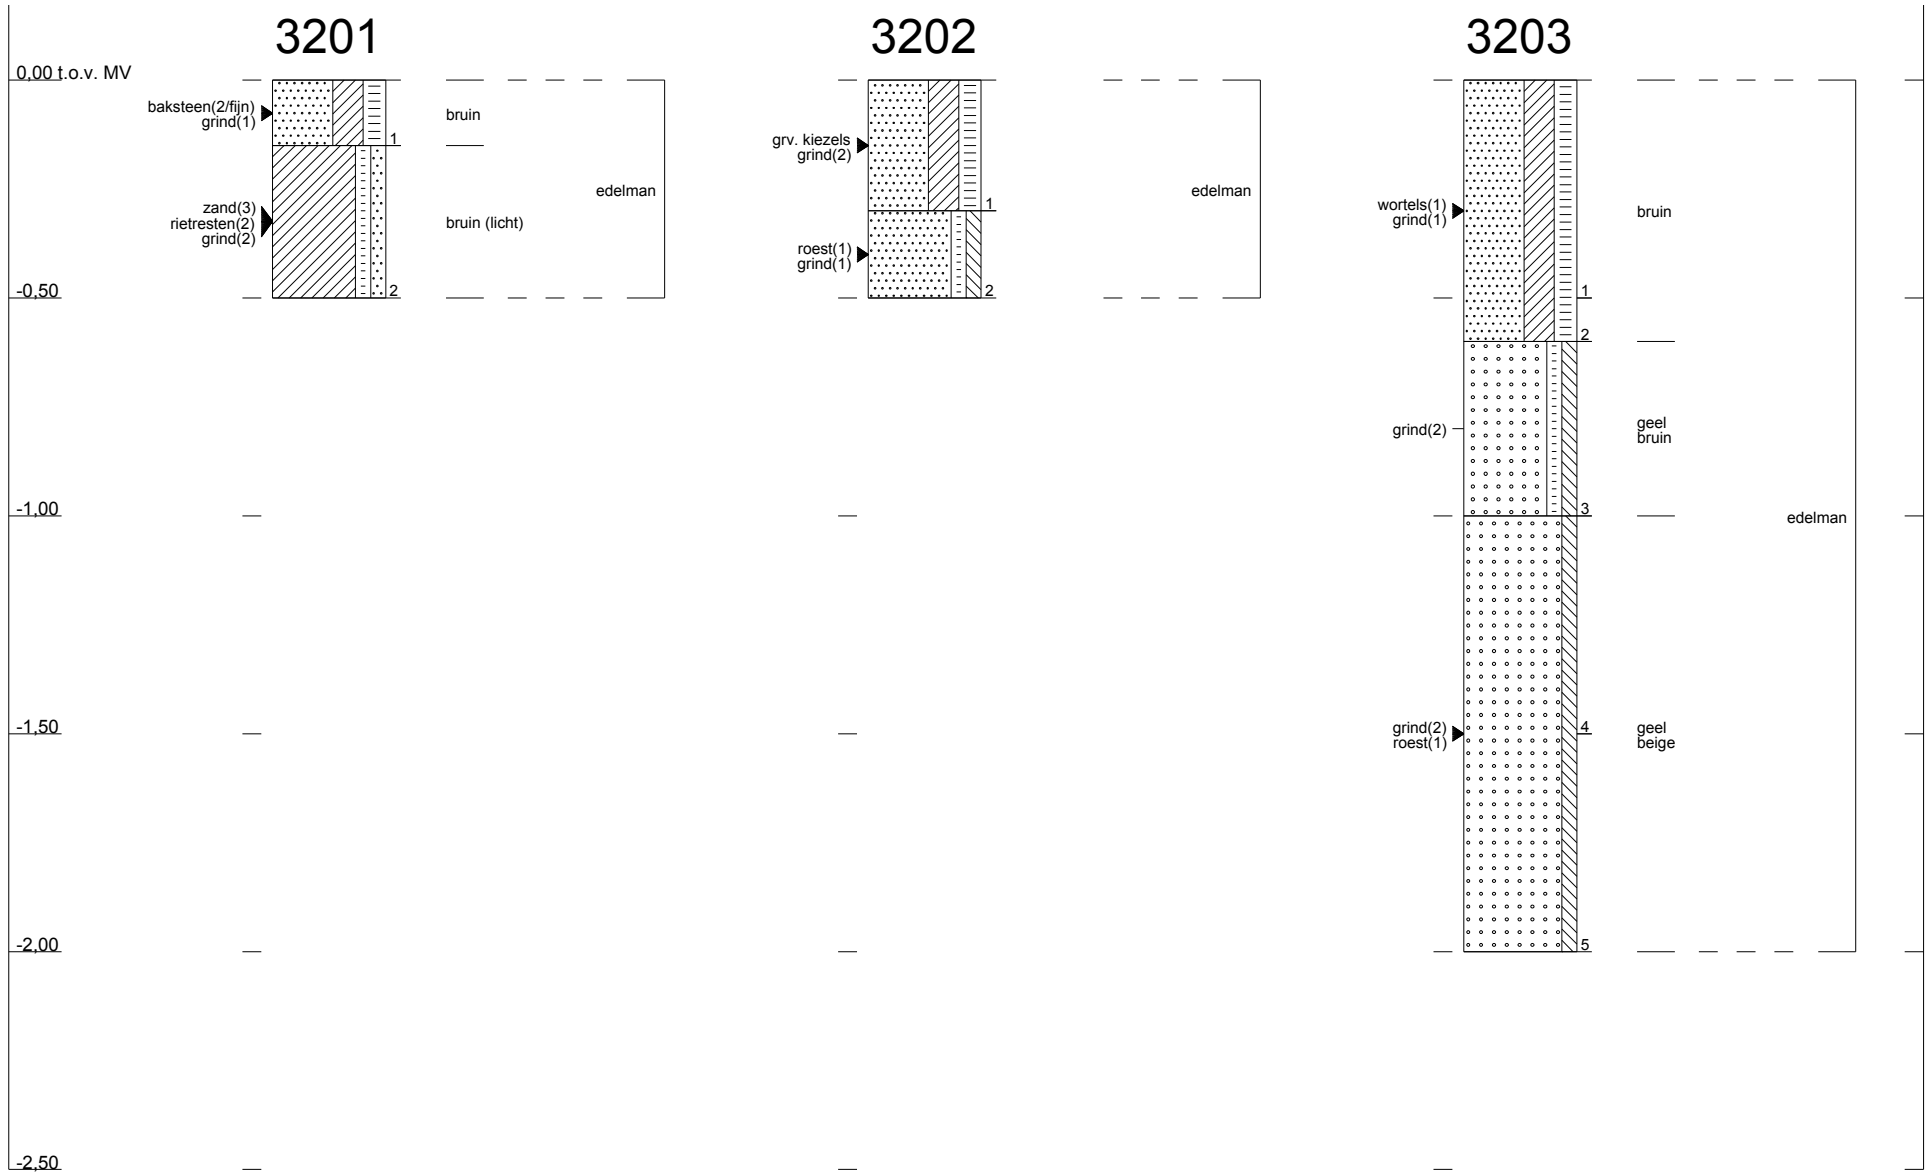 3201
3202
3203
0,00 t.o.v. MV
baksteen(2/fijn)
grind(1)
1
bruin
zand(3)
rietresten(2)
grind(2)
2
bruin (licht)
edelman
grv. kiezels
grind(2)
1
roest(1)
grind(1)
2
edelman
wortels(1)
grind(1)
bruin
1
2
grind(2)
geel
bruin
3
edelman
grind(2)
roest(1)
4
geel
beige
5
-0,50
-1,00
-1,50
-2,00
-2,50